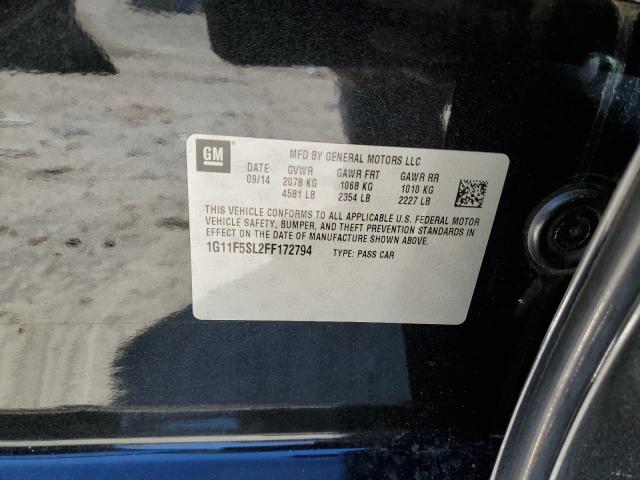 GM
MFD BY GENERAL MOTORS LLC
DATE GVWR GAWR FRT GAWR RR
09/14 2078 KG 1068 KG 1010 KG
4581 LB 2354 LB 2227 LB
THIS VEHICLE CONFORMS TO ALL APPLICABLE U.S. FEDERAL MOTOR
VEHICLE SAFETY, BUMPER, AND THEFT PREVENTION STANDARDS IN
EFFECT ON THE DATE OF MANUFACTURE SHOWN ABOVE.
1G11F5SL2FF172794 TYPE: PASS CAR